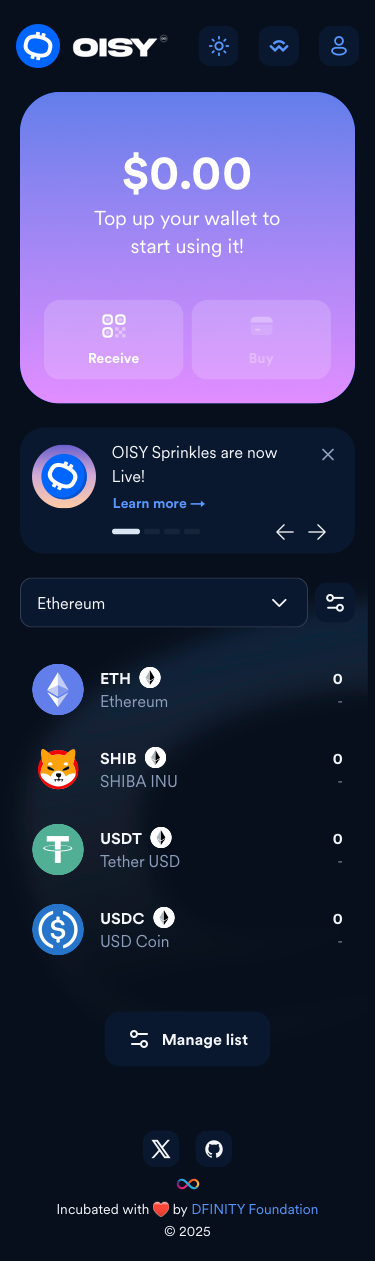 OISY
$0.00
Top up your wallet to
start using it!
Receive
Buy
OISY Sprinkles are now
Live!
Learn more →
Ethereum
ETH
0
Ethereum
-
SHIB
0
SHIBA INU
-
USDT
0
Tether USD
-
USDC
0
USD Coin
-
Manage list
Incubated with ❤️ by DFINITY Foundation
© 2025